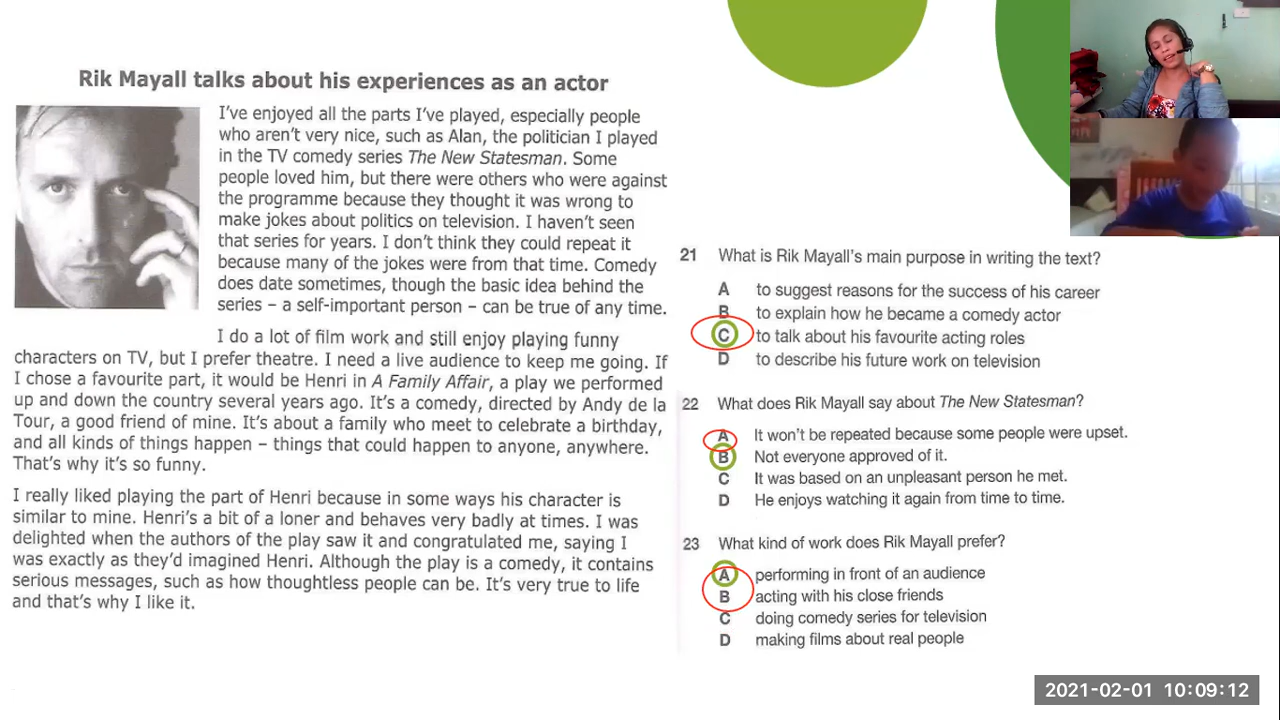 Rik Mayall talks about his experiences as an actor
I've enjoyed all the parts I've played, especially people
who aren't very nice, such as Alan, the politician I played
in the TV comedy series The New Statesman. Some
people loved him, but there were others who were against
the programme because they thought it was wrong to
make jokes about politics on television. I haven't seen
that series for years. I don't think they could repeat it
because many of the jokes were from that time. Comedy
does date sometimes, though the basic idea behind the
series – a self-important person – can be true of any time.
I do a lot of film work and still enjoy playing funny
characters on TV, but I prefer theatre. I need a live audience to keep me going. If
I chose a favourite part, it would be Henri in A Family Affair, a play we performed
up and down the country several years ago. It's a comedy, directed by Andy de la
Tour, a good friend of mine. It's about a family who meet to celebrate a birthday,
and all kinds of things happen – things that could happen to anyone, anywhere.
That's why it's so funny.
I really liked playing the part of Henri because in some ways his character is
similar to mine. Henri's a bit of a loner and behaves very badly at times. I was
delighted when the authors of the play saw it and congratulated me, saying I
was exactly as they'd imagined Henri. Although the play is a comedy, it contains
serious messages, such as how thoughtless people can be. It's very true to life
and that's why I like it.
21 What is Rik Mayall's main purpose in writing the text?
A to suggest reasons for the success of his career
B to explain how he became a comedy actor
C to talk about his favourite acting roles
D to describe his future work on television
22 What does Rik Mayall say about The New Statesman?
A It won't be repeated because some people were upset.
B Not everyone approved of it.
C It was based on an unpleasant person he met.
D He enjoys watching it again from time to time.
23 What kind of work does Rik Mayall prefer?
A performing in front of an audience
B acting with his close friends
C doing comedy series for television
D making films about real people
2021-02-01 10:09:12